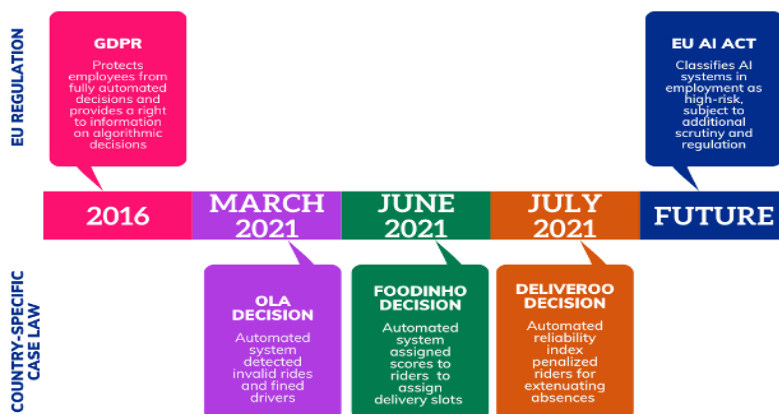 EU REGULATION
GDPR
Protects
employees from
fully automated
decisions and
provides a right
to information
on algorithmic
decisions
EU AI ACT
Classifies AI
systems in
employment as
high-risk,
subject to
additional
scrutiny and
regulation
2016
MARCH
2021
JUNE
2021
JULY
2021
FUTURE
COUNTRY-SPECIFIC
CASE LAW
OLA
DECISION
Automated
system
detected
invalid rides
and fined
drivers
FOODINHO
DECISION
Automated
system
assigned
scores to
riders to
assign
delivery slots
DELIVEROO
DECISION
Automated
reliability
index
penalized
riders for
extenuating
absences